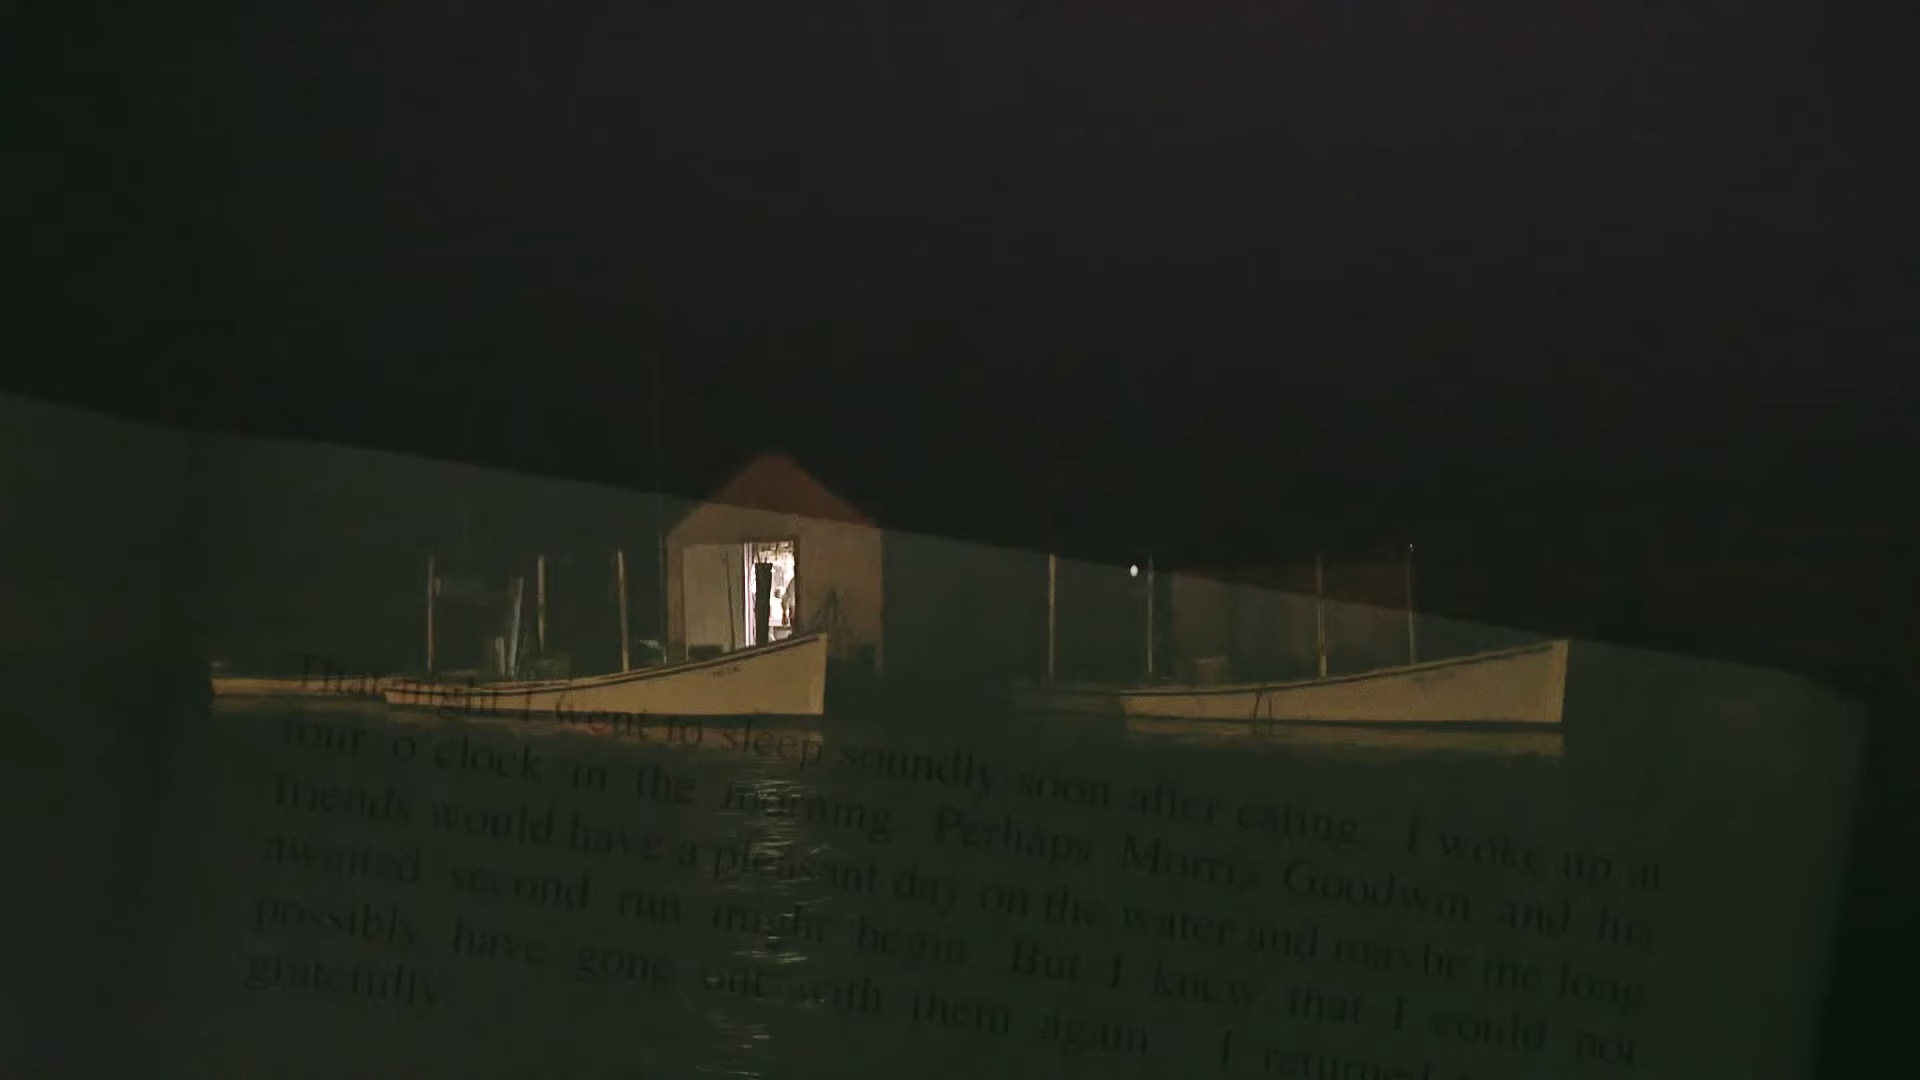 That night I went to sleep soundly soon after eating. I woke up at
four o'clock in the morning. Perhaps Morris Goodwin and his
friends would have a pleasant day on the water and maybe the long
awaited second run might begin. But I knew that I could not
possibly have gone out with them again. I returned
gratefully